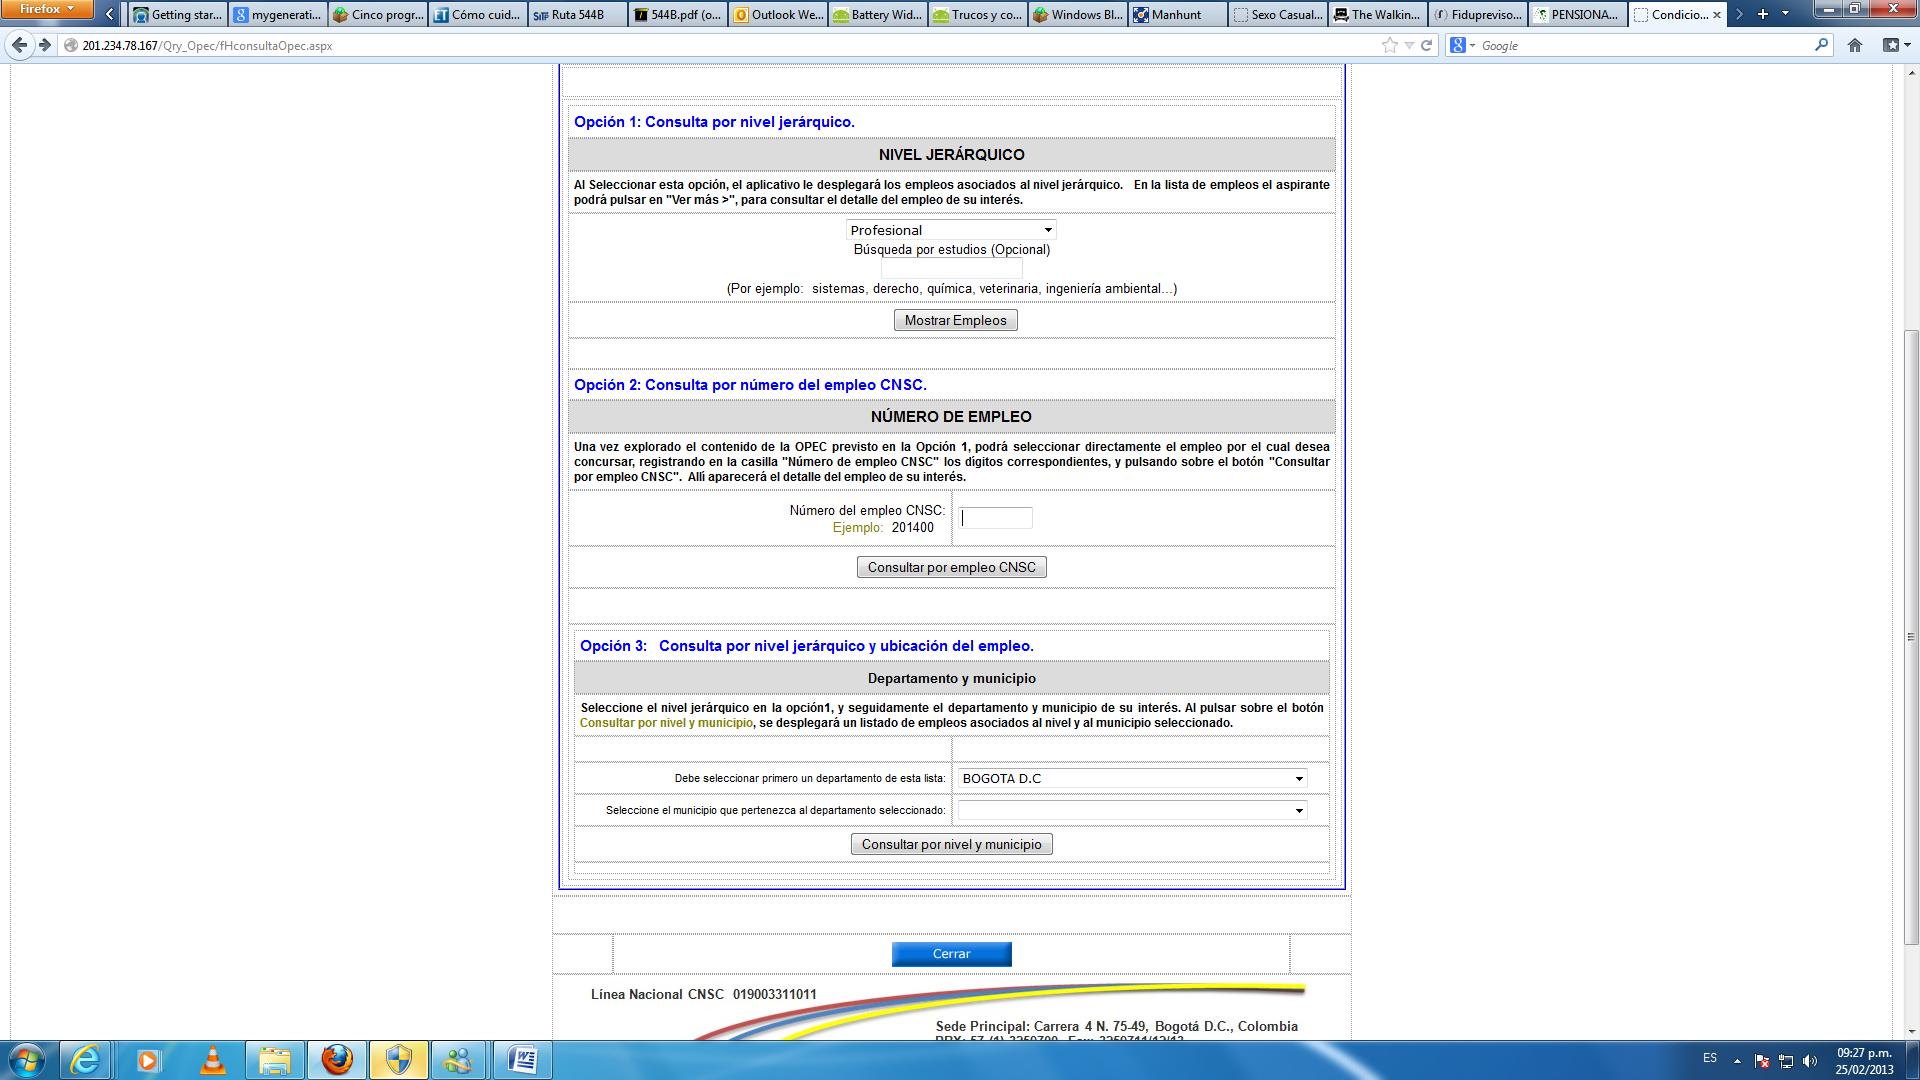 Firefox
Getting star...
mygenerati...
Cinco progr...
Cómo cuid...
Ruta 544B
544B.pdf (o...
Outlook We...
Battery Wid...
Trucos y co...
Windows Bl...
Manhunt
Sexo Casual...
The Walkin...
Fiduprevisо...
PENSIONA...
Condicio...
201.234.78.167/Qry_Opec/fHconsultaOpec.aspx
Google
Opción 1: Consulta por nivel jerárquico.
NIVEL JERÁRQUICO
Al Seleccionar esta opción, el aplicativo le desplegará los empleos asociados al nivel jerárquico. En la lista de empleos el aspirante
podrá pulsar en "Ver más >", para consultar el detalle del empleo de su interés.
Profesional
Búsqueda por estudios (Opcional)
(Por ejemplo: sistemas, derecho, química, veterinaria, ingeniería ambiental...)
Mostrar Empleos
Opción 2: Consulta por número del empleo CNSC.
NÚMERO DE EMPLEO
Una vez explorado el contenido de la OPEC previsto en la Opción 1, podrá seleccionar directamente el empleo por el cual desea
concursar, registrando en la casilla "Número de empleo CNSC" los dígitos correspondientes, y pulsando sobre el botón "Consultar
por empleo CNSC". Allí aparecerá el detalle del empleo de su interés.
Número del empleo CNSC:
Ejemplo: 201400
Consultar por empleo CNSC
Opción 3: Consulta por nivel jerárquico y ubicación del empleo.
Departamento y municipio
Seleccione el nivel jerárquico en la opción1, y seguidamente el departamento y municipio de su interés. Al pulsar sobre el botón
Consultar por nivel y municipio, se desplegará un listado de empleos asociados al nivel y al municipio seleccionado.
Debe seleccionar primero un departamento de esta lista:
BOGOTA D.C
Seleccione el municipio que pertenezca al departamento seleccionado:
Consultar por nivel y municipio
Cerrar
Línea Nacional CNSC 019003311011
Sede Principal: Carrera 4 N. 75-49, Bogotá D.C., Colombia
PBX: 57 (1) 3259700 Fax: 3259711/12/13
ES
09:27 p.m.
25/02/2013